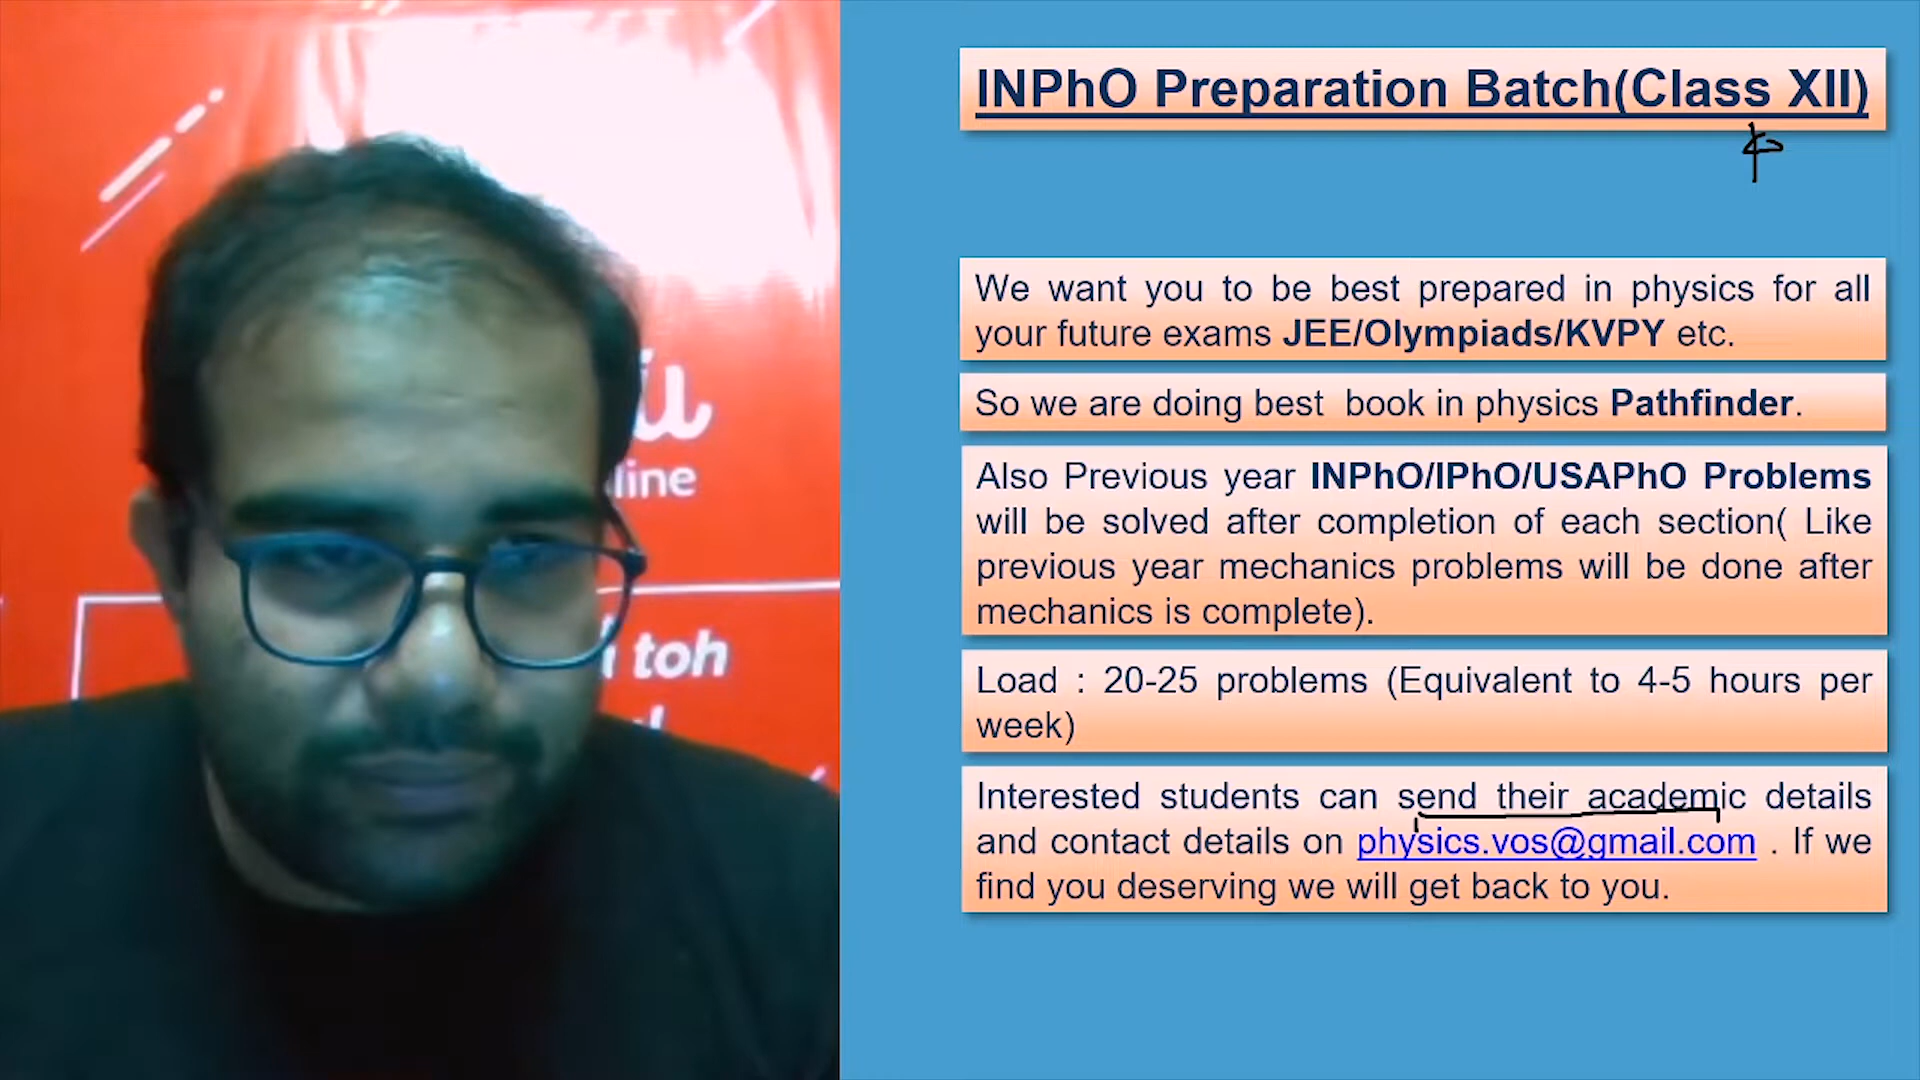 INPhO Preparation Batch(Class XII)
We want you to be best prepared in physics for all
your future exams JEE/Olympiads/KVPY etc.
So we are doing best book in physics Pathfinder.
Also Previous year INPhO/IPhO/USAPhO Problems
will be solved after completion of each section( Like
previous year mechanics problems will be done after
mechanics is complete).
Load : 20-25 problems (Equivalent to 4-5 hours per
week)
Interested students can send their academic details
and contact details on physics.vos@gmail.com . If we
find you deserving we will get back to you.
line
toh